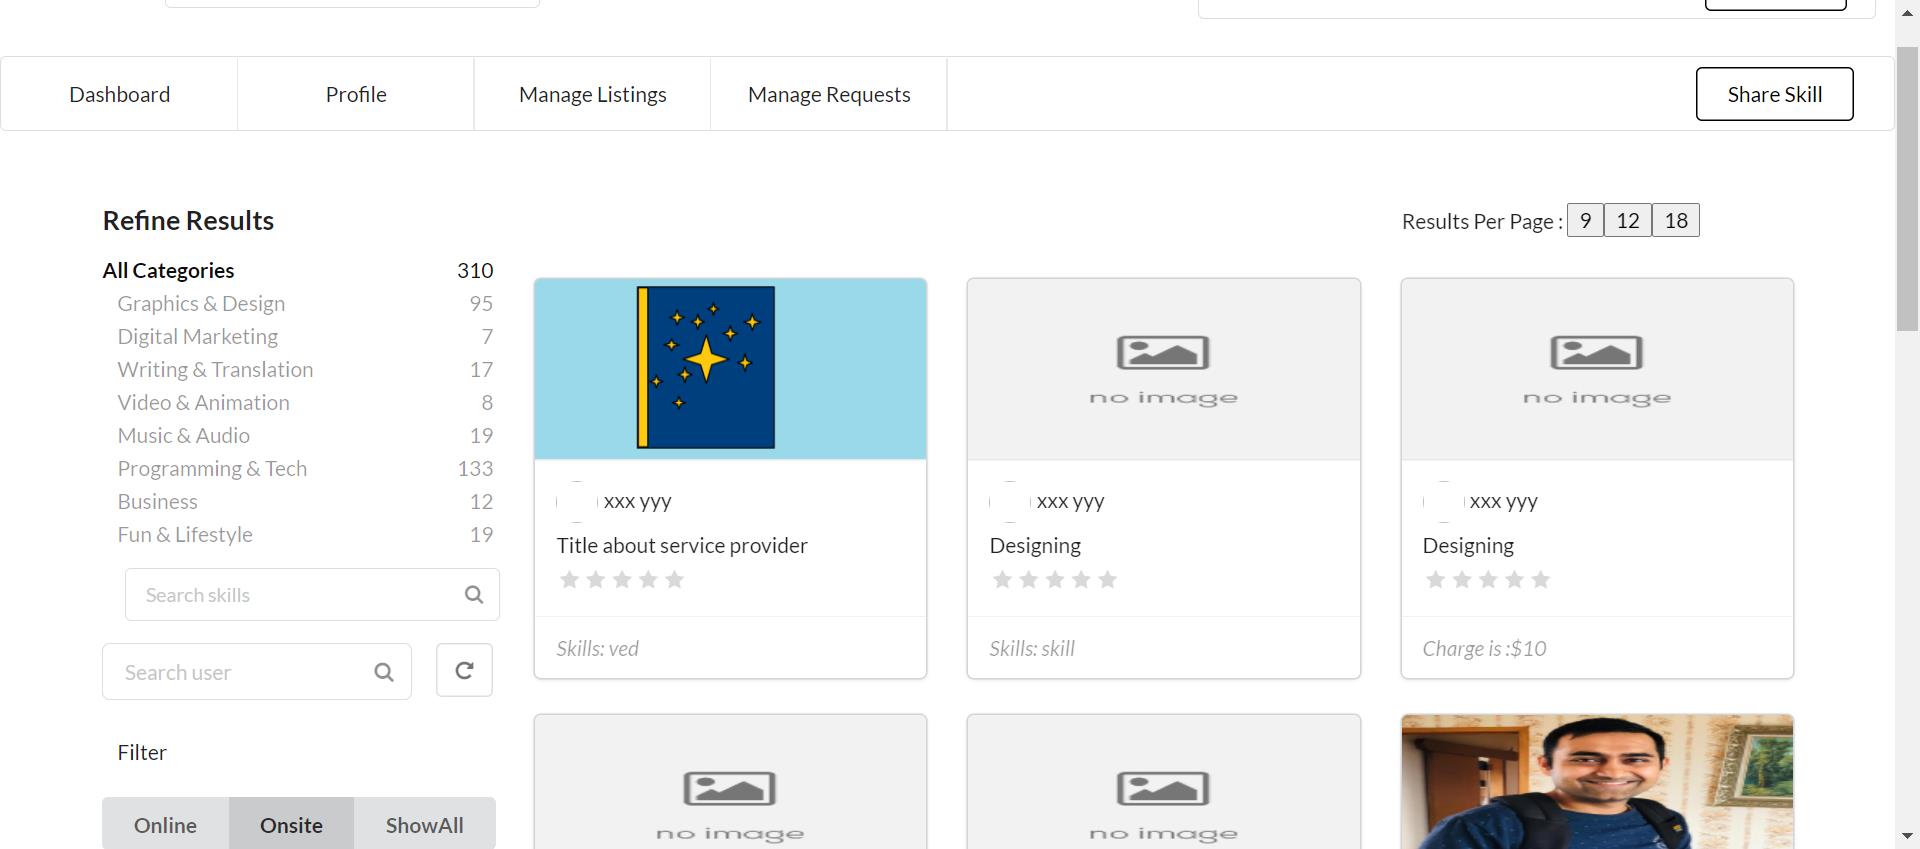 Dashboard
Profile
Manage Listings
Manage Requests
Share Skill
Refine Results
Results Per Page : 9 12 18
All Categories 310
Graphics & Design 95
Digital Marketing 7
Writing & Translation 17
Video & Animation 8
Music & Audio 19
Programming & Tech 133
Business 12
Fun & Lifestyle 19
Search skills
Search user
Filter
Online
Onsite
ShowAll
xxx yyy
Title about service provider
Skills: ved
no image
xxx yyy
Designing
Skills: skill
no image
xxx yyy
Designing
Charge is :$10
no image
no image